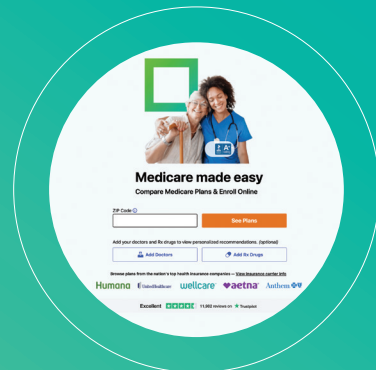 Medicare made easy
Compare Medicare Plans & Enroll Online
ZIP Code
See Plans
Add your doctors and Rx drugs to view personalized recommendations. (optional)
Add Doctors
Add Rx Drugs
Browse plans from the nation's top health insurance companies — View insurance center info
Humana UnitedHealthcare wellcare aetna Anthem
Excellent 11,902 reviews on Trustpilot